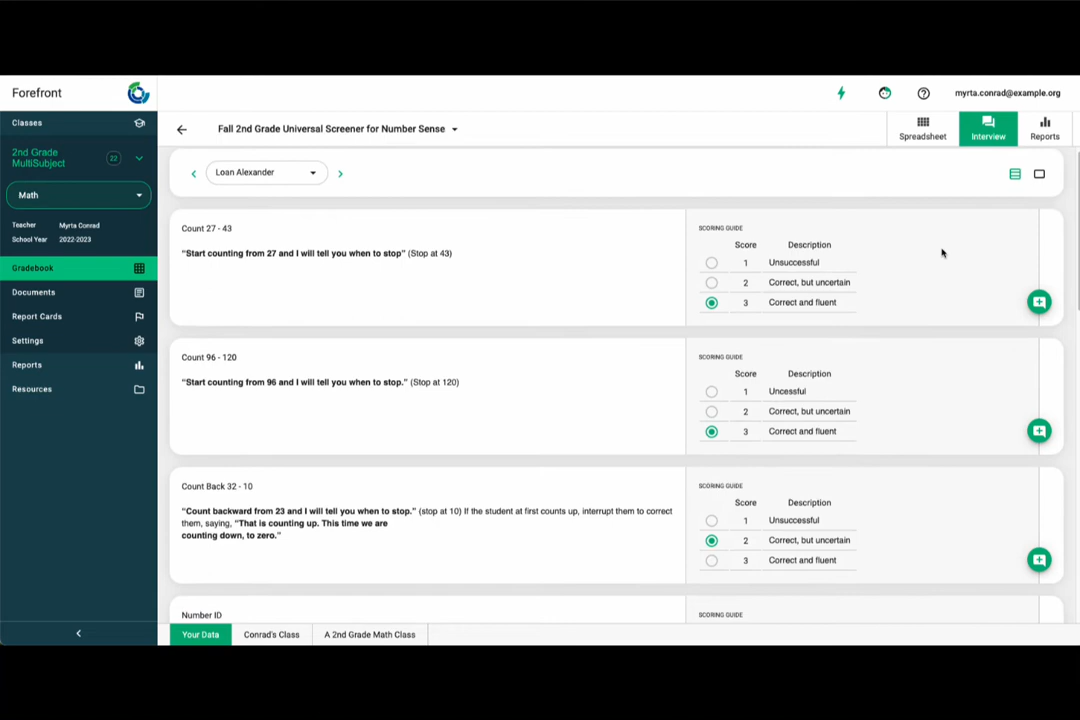 Forefront
myrta.conrad@example.org
Classes
2nd Grade
MultiSubject
22
Math
Teacher Myrta Conrad
School Year 2022-2023
Gradebook
Documents
Report Cards
Settings
Reports
Resources
Fall 2nd Grade Universal Screener for Number Sense
Spreadsheet
Interview
Reports
Loan Alexander
Count 27 - 43
"Start counting from 27 and I will tell you when to stop" (Stop at 43)
SCORING GUIDE
Score Description
1 Unsuccessful
2 Correct, but uncertain
3 Correct and fluent
Count 96 - 120
"Start counting from 96 and I will tell you when to stop." (Stop at 120)
SCORING GUIDE
Score Description
1 Uncessful
2 Correct, but uncertain
3 Correct and fluent
Count Back 32 - 10
"Count backward from 23 and I will tell you when to stop." (stop at 10) If the student at first counts up, interrupt them to correct
them, saying, "That is counting up. This time we are
counting down, to zero."
SCORING GUIDE
Score Description
1 Unsuccessful
2 Correct, but uncertain
3 Correct and fluent
Number ID
SCORING GUIDE
Your Data
Conrad's Class
A 2nd Grade Math Class